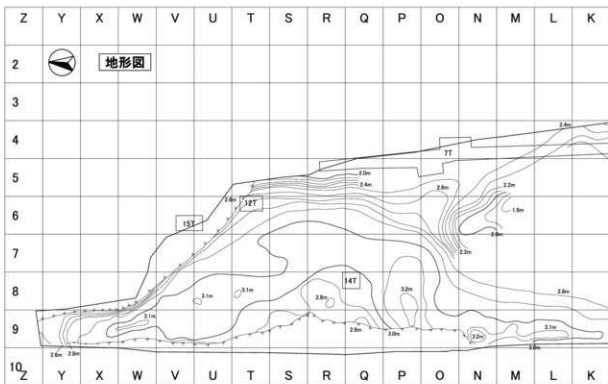 Z Y X W V U T S R Q P O N M L K
2
地形図
3
4
2.4m
7T
5
2.0m
2.4m
2.8m
2.2m
2.8m
12T
1.8m
6
15T
2.8m
2.2m
7
14T
8
3.1m
3.1m
2.8m
3.2m
2.8m
9
3.1m
2.8m
3.0m
3.2m
3.1m
2.6m
2.8m
3.0m
10
Z Y X W V U T S R Q P O N M L K